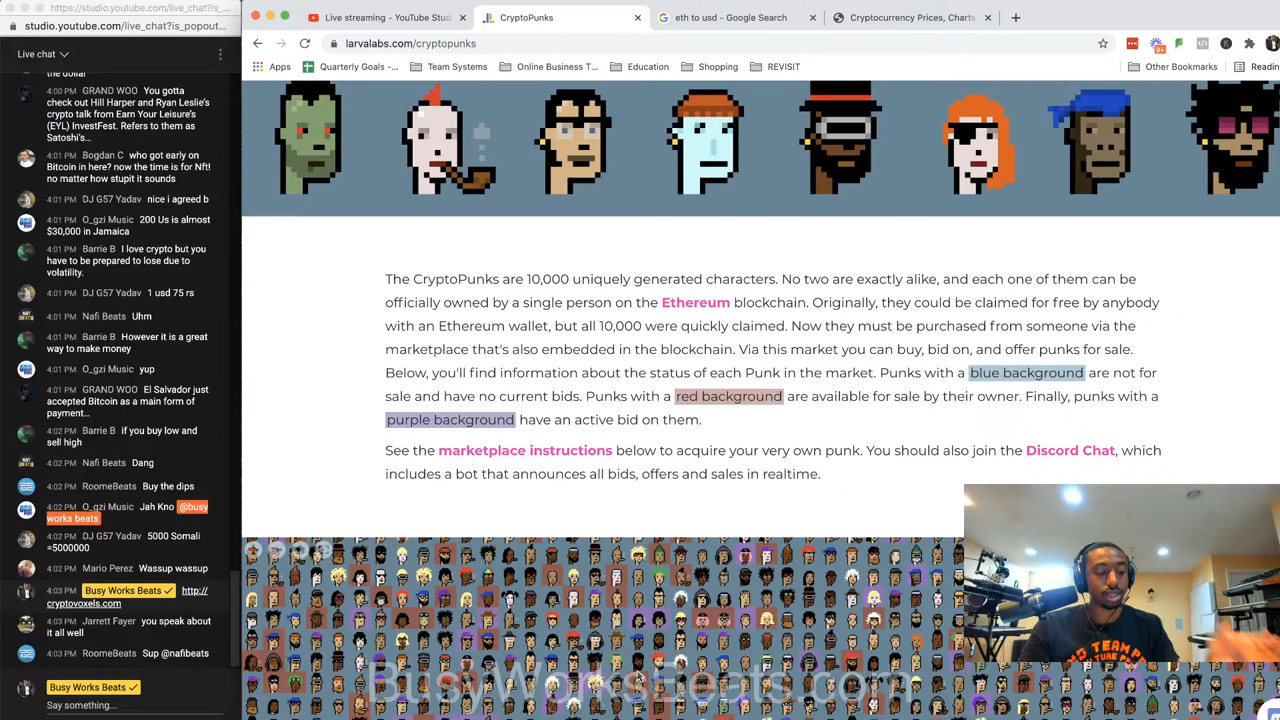 https://studio.youtube.com/live_chat?is_...
studio.youtube.com/live_chat?is_popout...
Live chat
the dollar
4:00 PM GRAND WOO You gotta
check out Hill Harper and Ryan Leslie's
crypto talk from Earn Your Leisure's
(EYL) InvestFest. Refers to them as
Satoshi's...
4:01 PM Bogdan C who got early on
Bitcoin in here? now the time is for Nft!
no matter how stupit it sounds
4:01 PM DJ G57 Yadav nice i agreed b
4:01 PM O_gzi Music 200 Us is almost
$30,000 in Jamaica
4:01 PM Barrie B I love crypto but you
have to be prepared to lose due to
volatility.
4:01 PM DJ G57 Yadav 1 usd 75 rs
4:01 PM Nafi Beats Uhm
4:01 PM Barrie B However it is a great
way to make money
4:01 PM O_gzi Music yup
4:01 PM GRAND WOO El Salvador just
accepted Bitcoin as a main form of
payment...
4:02 PM Barrie B if you buy low and
sell high
4:02 PM Nafi Beats Dang
4:02 PM RoomeBeats Buy the dips
4:02 PM O_gzi Music Jah Kno @busy
works beats
4:02 PM DJ G57 Yadav 5000 Somali
=5000000
4:02 PM Mario Perez Wassup wassup
4:03 PM Busy Works Beats http://
cryptovoxels.com
4:03 PM Jarrett Fayer you speak about
it all well
4:03 PM RoomeBeats Sup @nafibeats
Busy Works Beats
Say something...
Live streaming - YouTube Stud
CryptoPunks
eth to usd - Google Search
Cryptocurrency Prices, Charts
larvalabs.com/cryptopunks
Apps
Quarterly Goals -...
Team Systems
Online Business T...
Education
Shopping
REVISIT
Other Bookmarks
Readin
The CryptoPunks are 10,000 uniquely generated characters. No two are exactly alike, and each one of them can be
officially owned by a single person on the Ethereum blockchain. Originally, they could be claimed for free by anybody
with an Ethereum wallet, but all 10,000 were quickly claimed. Now they must be purchased from someone via the
marketplace that's also embedded in the blockchain. Via this market you can buy, bid on, and offer punks for sale.
Below, you'll find information about the status of each Punk in the market. Punks with a blue background are not for
sale and have no current bids. Punks with a red background are available for sale by their owner. Finally, punks with a
purple background have an active bid on them.
See the marketplace instructions below to acquire your very own punk. You should also join the Discord Chat, which
includes a bot that announces all bids, offers and sales in realtime.
BusyWorksBeats.com